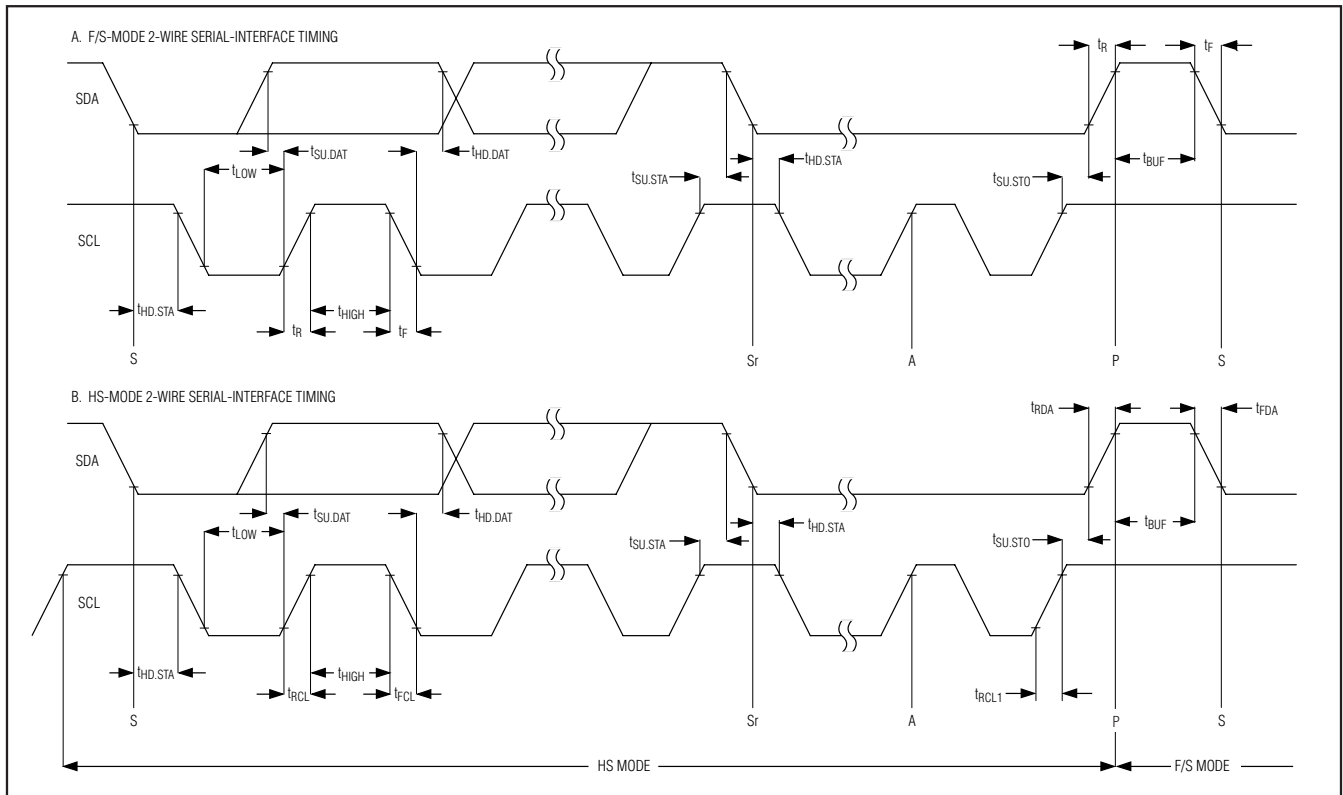 A. F/S-MODE 2-WIRE SERIAL-INTERFACE TIMING
tR
tF
SDA
tSU.DAT
tHD.DAT
tHD.STA
tLOW
tBUF
tSU.STA
tSU.STO
SCL
tHD.STA
tHIGH
tR
tF
S
Sr
A
P
S
B. HS-MODE 2-WIRE SERIAL-INTERFACE TIMING
tRDA
tFDA
SDA
tSU.DAT
tHD.DAT
tHD.STA
tLOW
tBUF
tSU.STA
tSU.STO
SCL
tHD.STA
tHIGH
tRCL
tFCL
tRCL1
S
Sr
A
P
S
HS MODE
F/S MODE